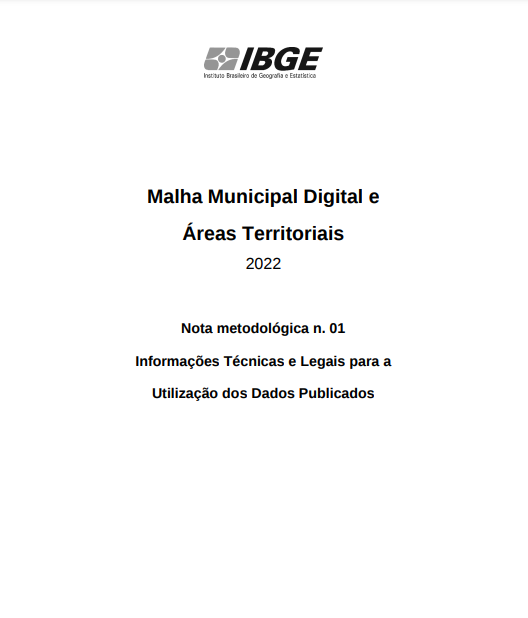 IBGE
Instituto Brasileiro de Geografia e Estatística
Malha Municipal Digital e
Áreas Territoriais
2022
Nota metodológica n. 01
Informações Técnicas e Legais para a
Utilização dos Dados Publicados